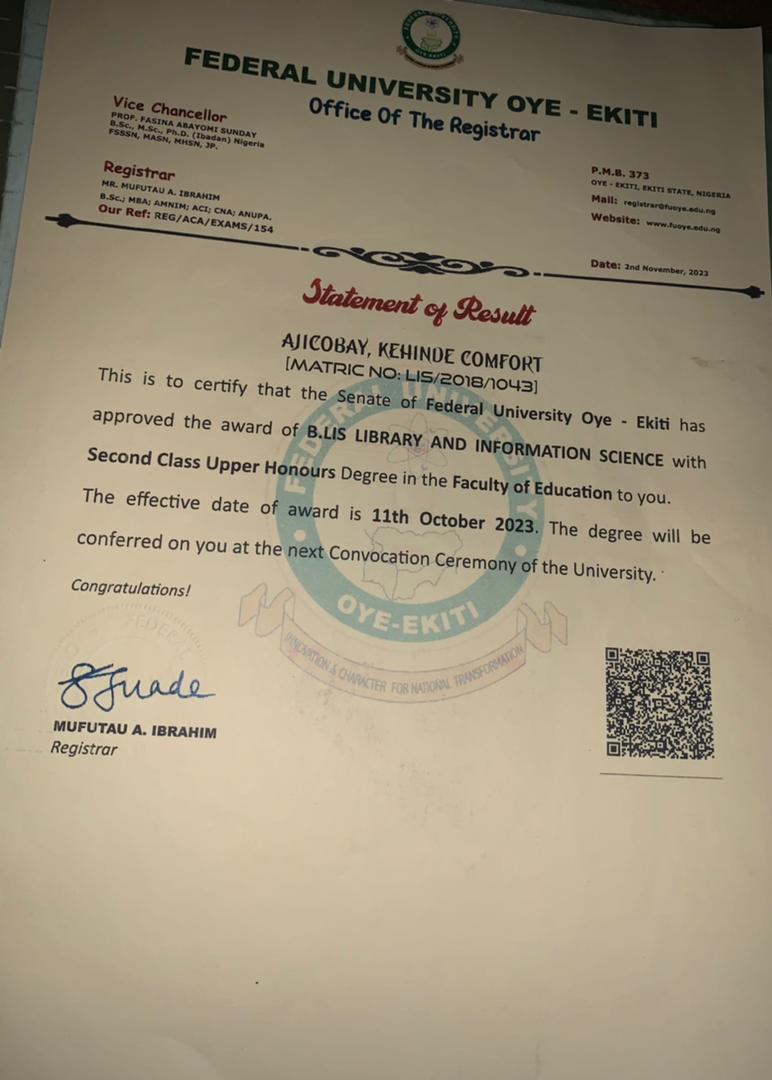 FEDERAL UNIVERSITY OYE - EKITI
Office Of The Registrar
Vice Chancellor
PROF. FASINA ABAYOMI SUNDAY
B.Sc., M.Sc., Ph.D. (Ibadan) Nigeria
FSSSN, MASN, MHSN, JP.
Registrar
MR. MUFUTAU A. IBRAHIM
B.Sc.; MBA; AMNIM; ACI; CNA; ANUPA.
Our Ref: REG/ACA/EXAMS/154
P.M.B. 373
OYE - EKITI, EKITI STATE, NIGERIA
Mail: registrar@fuoye.edu.ng
Website: www.fuoye.edu.ng
Date: 2nd November, 2023
Statement of Result
AJICOBAY, KEHINDE COMFORT
[MATRIC NO: LIS/2018/1043]
This is to certify that the Senate of Federal University Oye - Ekiti has
approved the award of B.LIS LIBRARY AND INFORMATION SCIENCE with
Second Class Upper Honours Degree in the Faculty of Education to you.
The effective date of award is 11th October 2023. The degree will be
conferred on you at the next Convocation Ceremony of the University.
Congratulations!
FEDERAL UNIVERSITY
OYE-EKITI
INNOVATION & CHARACTER FOR NATIONAL TRANSFORMATION
FEDERAL
MUFUTAU A. IBRAHIM
Registrar